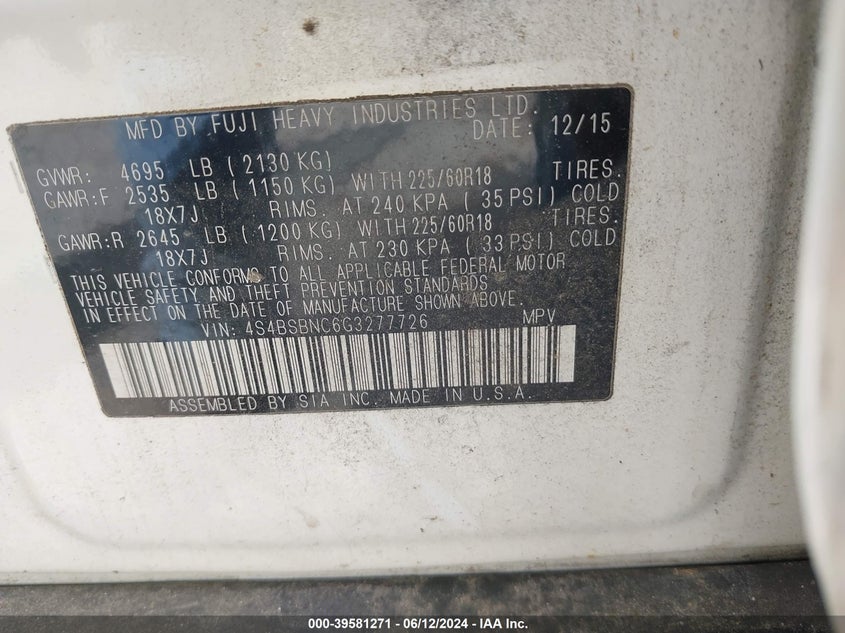 MFD BY FUJI HEAVY INDUSTRIES LTD.
DATE: 12/15
GVWR: 4695 LB (2130 KG)
GAWR:F 2535 LB (1150 KG) WITH 225/60R18 TIRES.
18X7J RIMS. AT 240 KPA (35 PSI) COLD
GAWR:R 2645 LB (1200 KG) WITH 225/60R18 TIRES.
18X7J RIMS. AT 230 KPA (33 PSI) COLD
THIS VEHICLE CONFORMS TO ALL APPLICABLE FEDERAL MOTOR
VEHICLE SAFETY AND THEFT PREVENTION STANDARDS
IN EFFECT ON THE DATE OF MANUFACTURE SHOWN ABOVE.
VIN: 4S4BSBNC6G3277726 MPV
ASSEMBLED BY SIA INC. MADE IN U.S.A.
000-39581271 / 06/12/2024 - IAA Inc.